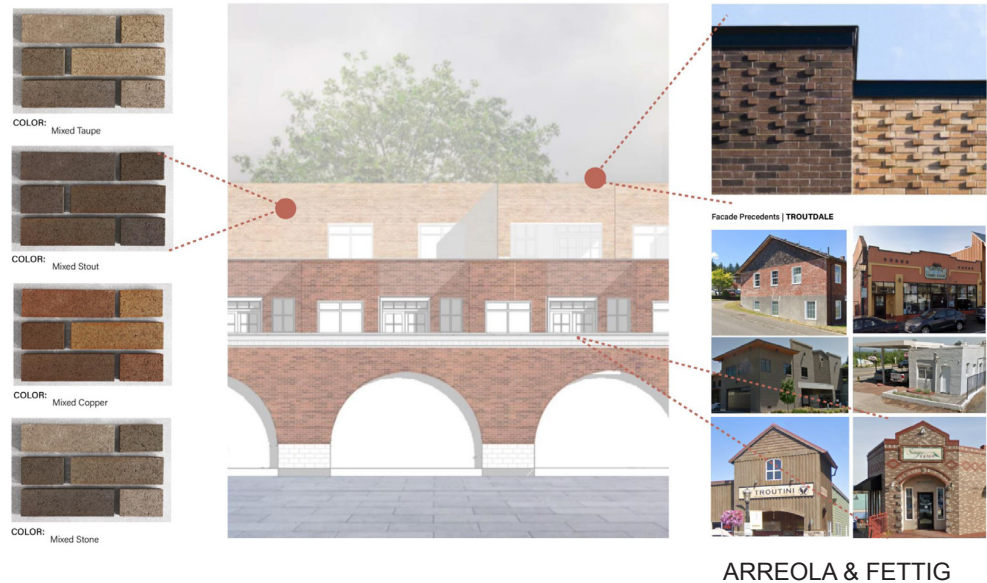 COLOR:
Mixed Taupe
COLOR:
Mixed Stout
COLOR:
Mixed Copper
COLOR:
Mixed Stone
Facade Precedents | TROUTDALE
TROUTINI
ARREOLA & FETTIG